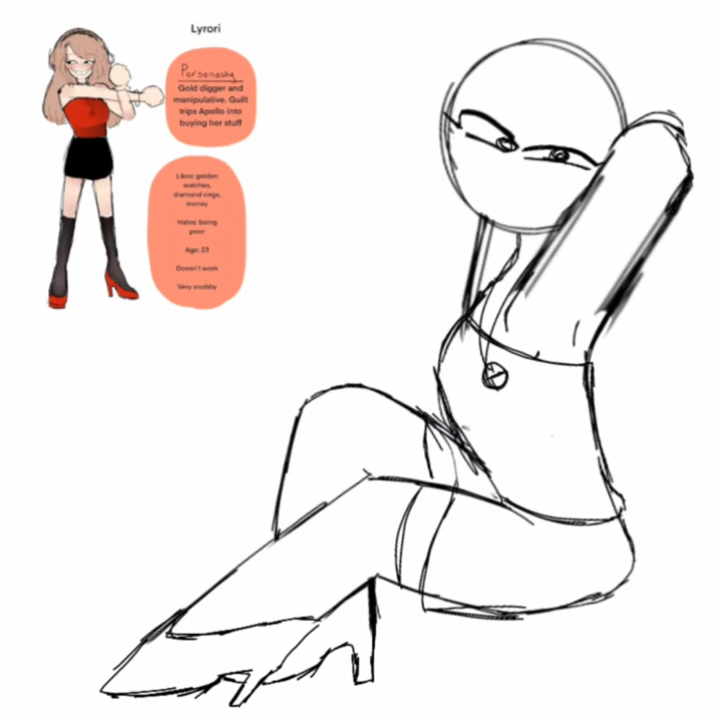 Lyrori
Personality
Gold digger and
manipulative. Guilt
trips Apollo into
buying her stuff
Likes: golden
watches,
diamond rings,
money
Hates: being
poor
Age: 23
Doesn't work
Very snobby